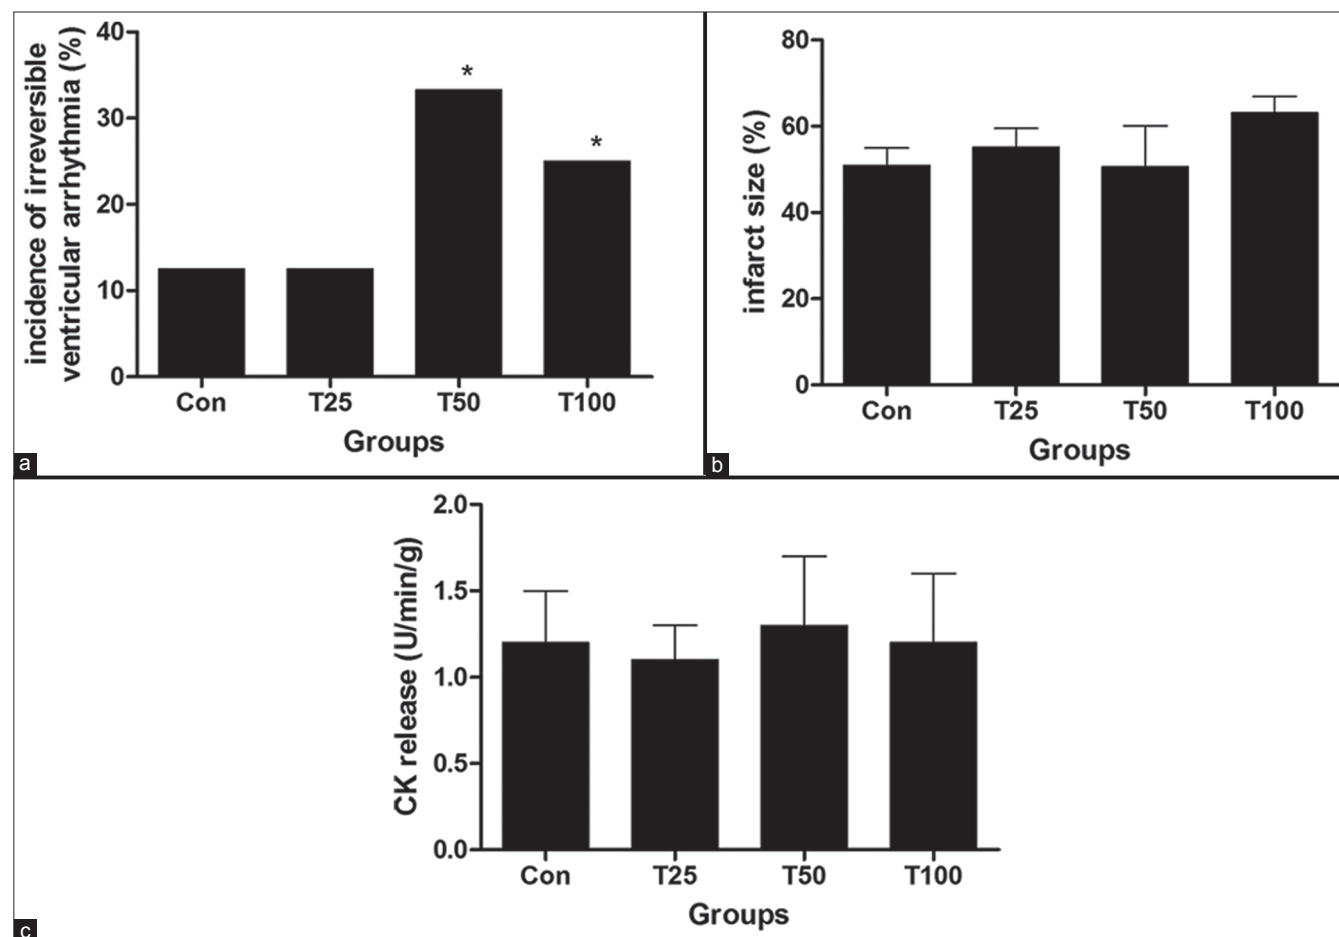 incidence of irreversible
ventricular arrhythmia (%)
40
30
20
10
0
*
*
Con T25 T50 T100
Groups
a
infarct size (%)
80
60
40
20
0
Con T25 T50 T100
Groups
b
CK release (U/min/g)
2.0
1.5
1.0
0.5
0.0
Con T25 T50 T100
Groups
c